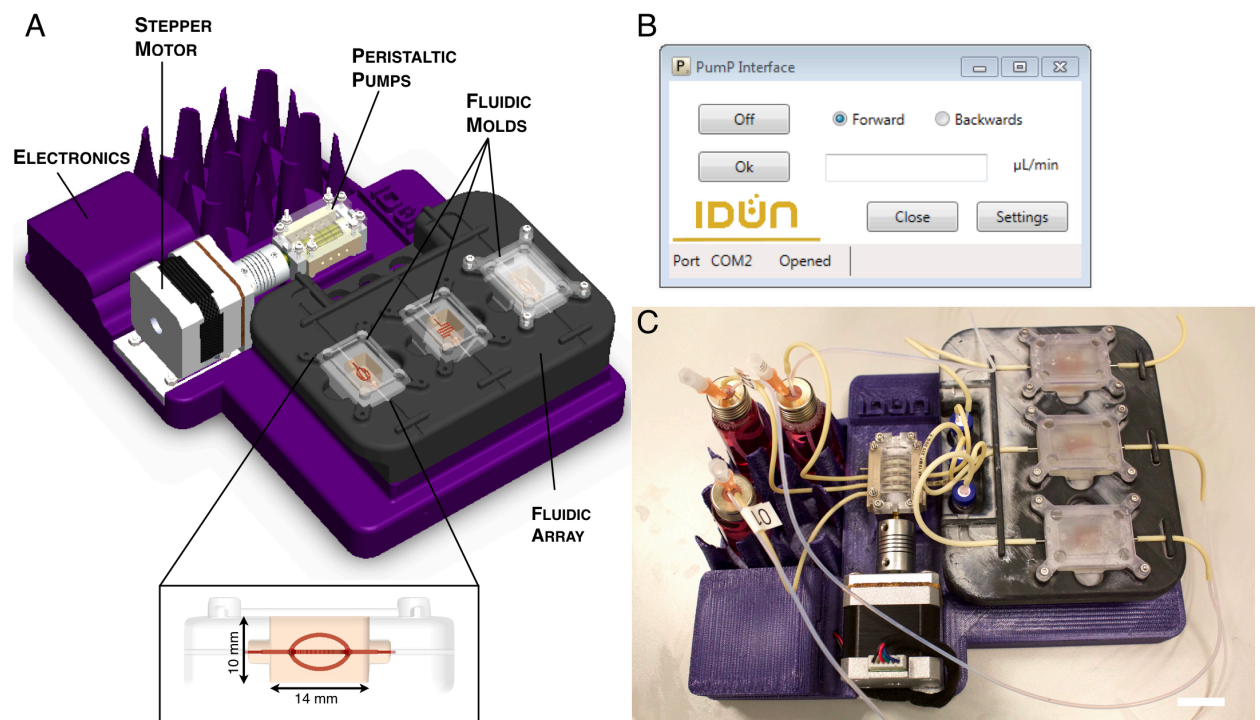 A
STEPPER
MOTOR
PERISTALTIC
PUMPS
FLUIDIC
MOLDS
ELECTRONICS
IDUN
FLUIDIC
ARRAY
10 mm
14 mm
B
P PumP Interface
Off
Forward
Backwards
Ok
µL/min
IDUN
Close
Settings
Port COM2 Opened
C
IDUN
10